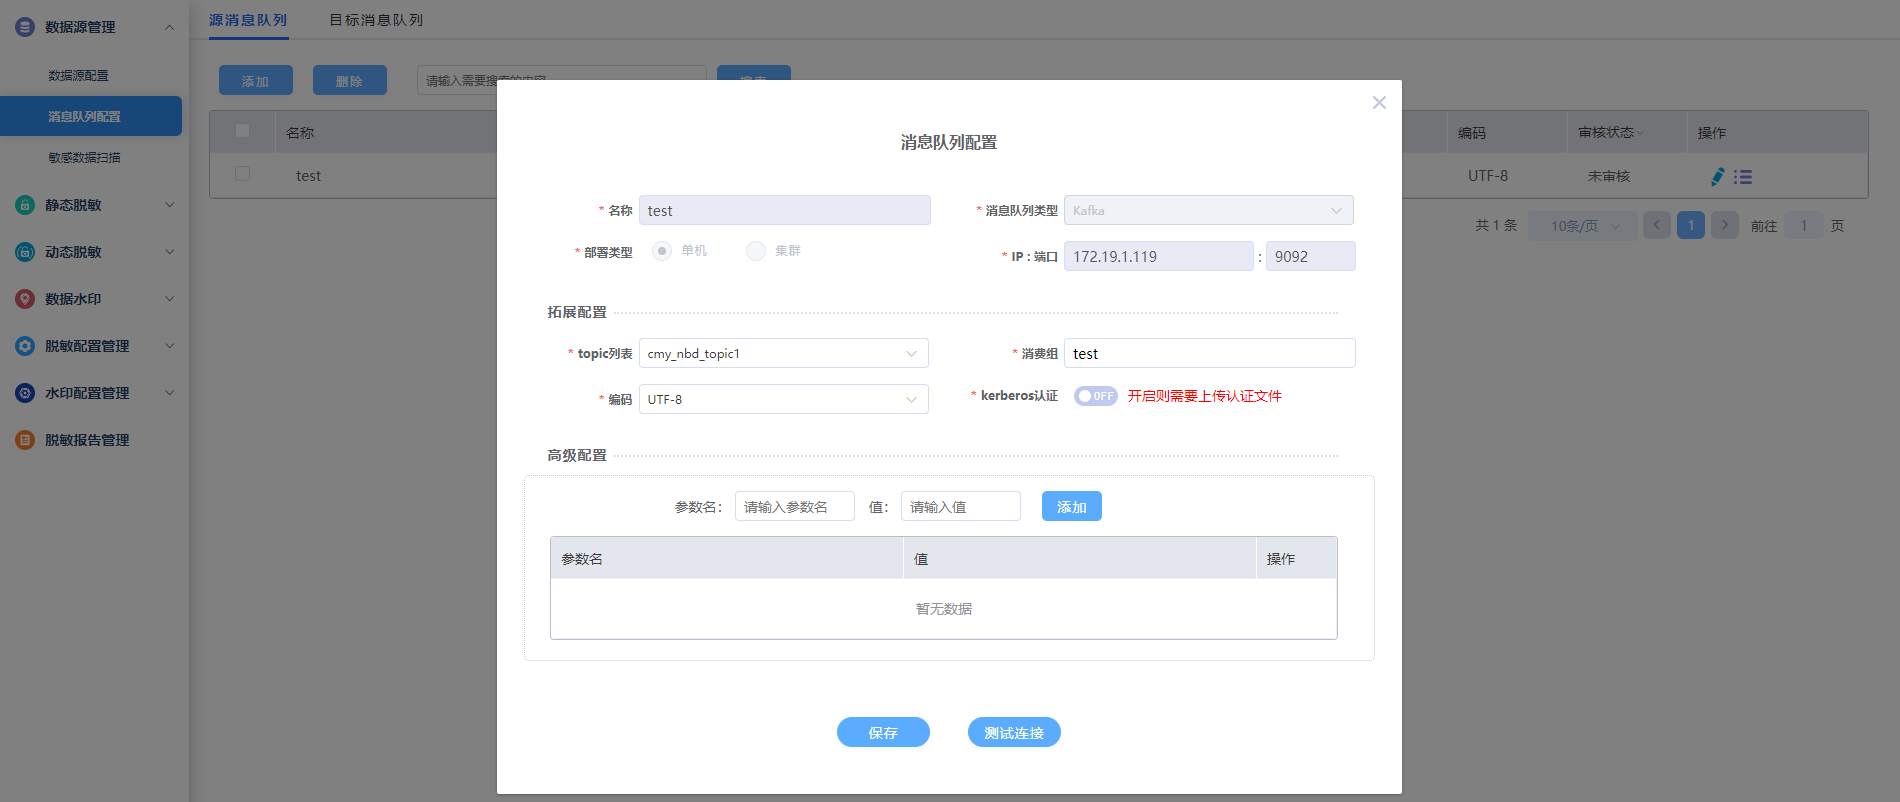 数据源管理
数据源配置
消息队列配置
敏感数据扫描
静态脱敏
动态脱敏
数据水印
脱敏配置管理
水印配置管理
脱敏报告管理
源消息队列 目标消息队列
添加 删除 请输入需要搜索的内容 搜索
名称 编码 审核状态 操作
test UTF-8 未审核
共 1 条 10条/页 1 前往 1 页
消息队列配置
* 名称 test * 消息队列类型 Kafka
* 部署类型 单机 集群 * IP : 端口 172.19.1.119 : 9092
拓展配置
* topic列表 cmy_nbd_topic1 * 消费组 test
* 编码 UTF-8 * kerberos认证 OFF 开启则需要上传认证文件
高级配置
参数名： 请输入参数名 值： 请输入值 添加
参数名 值 操作
暂无数据
保存 测试连接